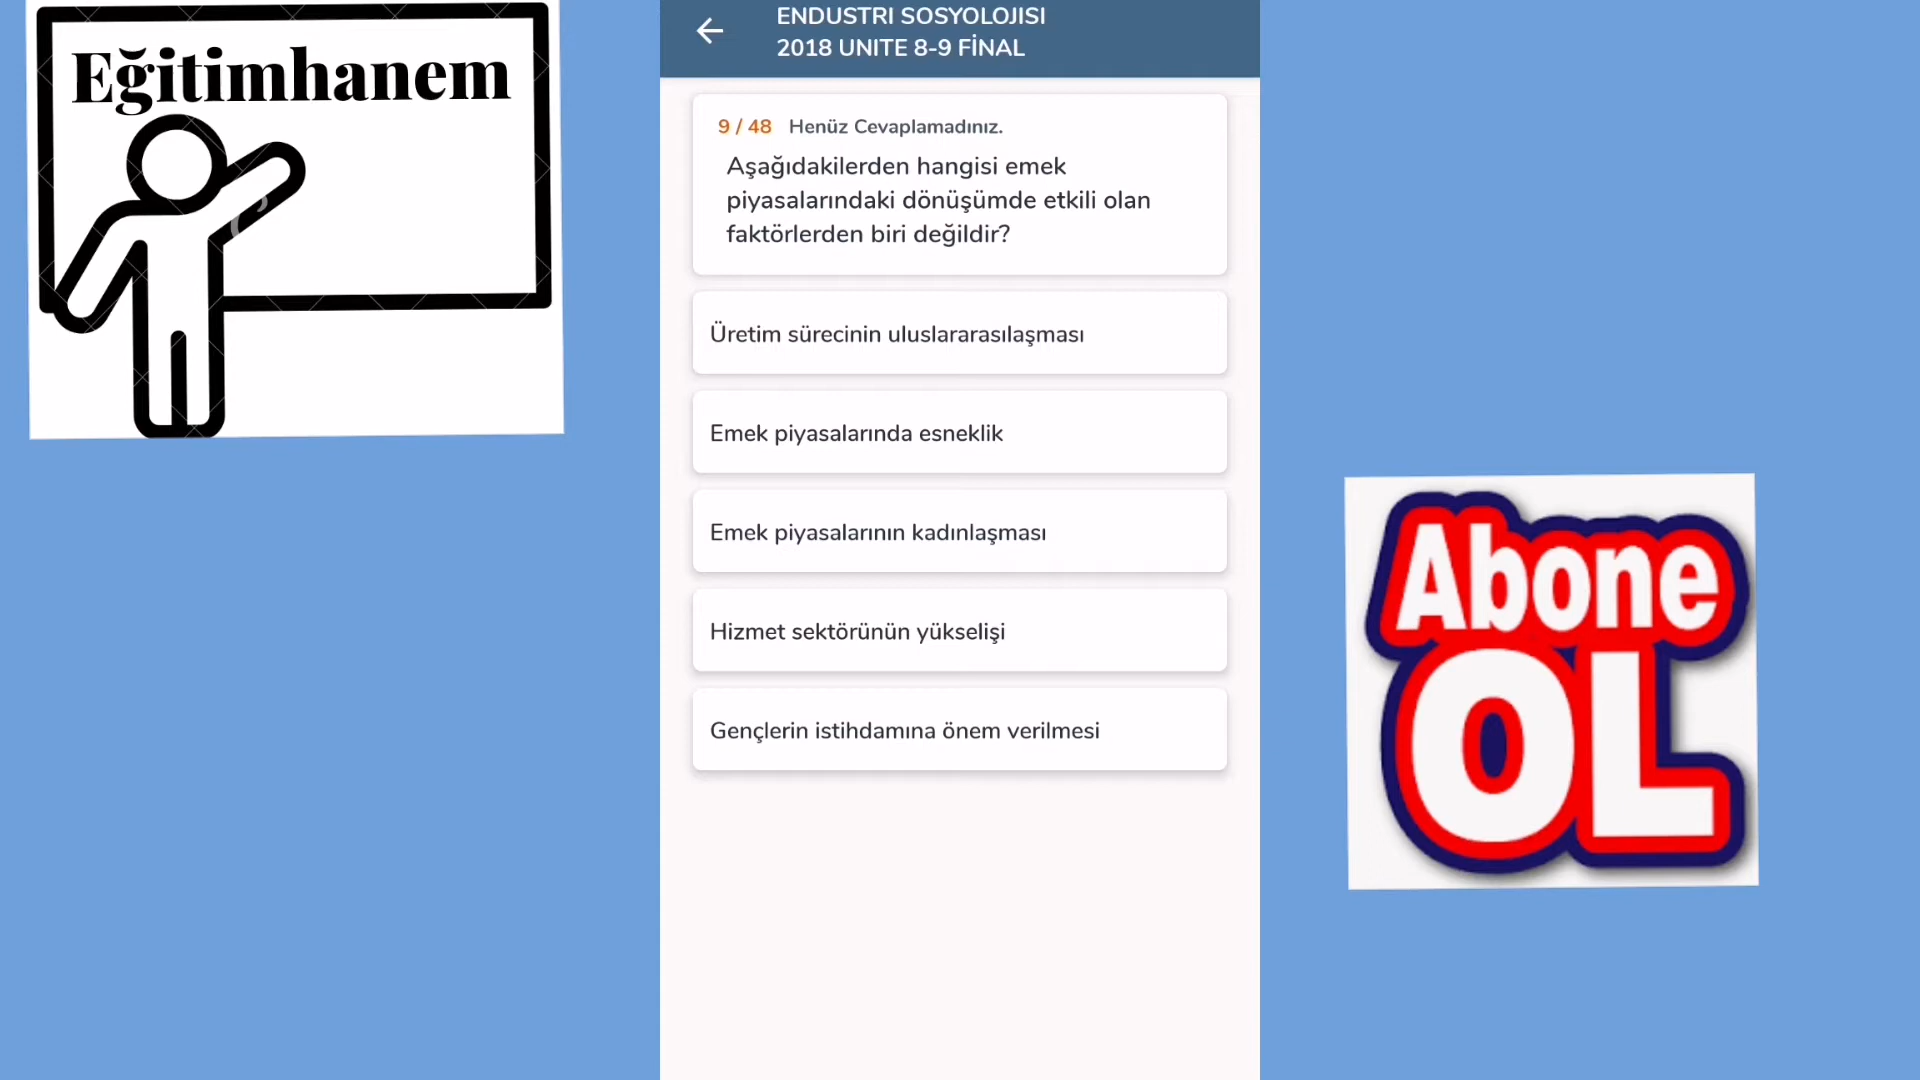 Eğitimhanem
ENDUSTRI SOSYOLOJISI
2018 UNITE 8-9 FİNAL
9 / 48 Henüz Cevaplamadınız.
Aşağıdakilerden hangisi emek
piyasalarındaki dönüşümde etkili olan
faktörlerden biri değildir?
Üretim sürecinin uluslararasılaşması
Emek piyasalarında esneklik
Emek piyasalarının kadınlaşması
Hizmet sektörünün yükselişi
Gençlerin istihdamına önem verilmesi
Abone
OL